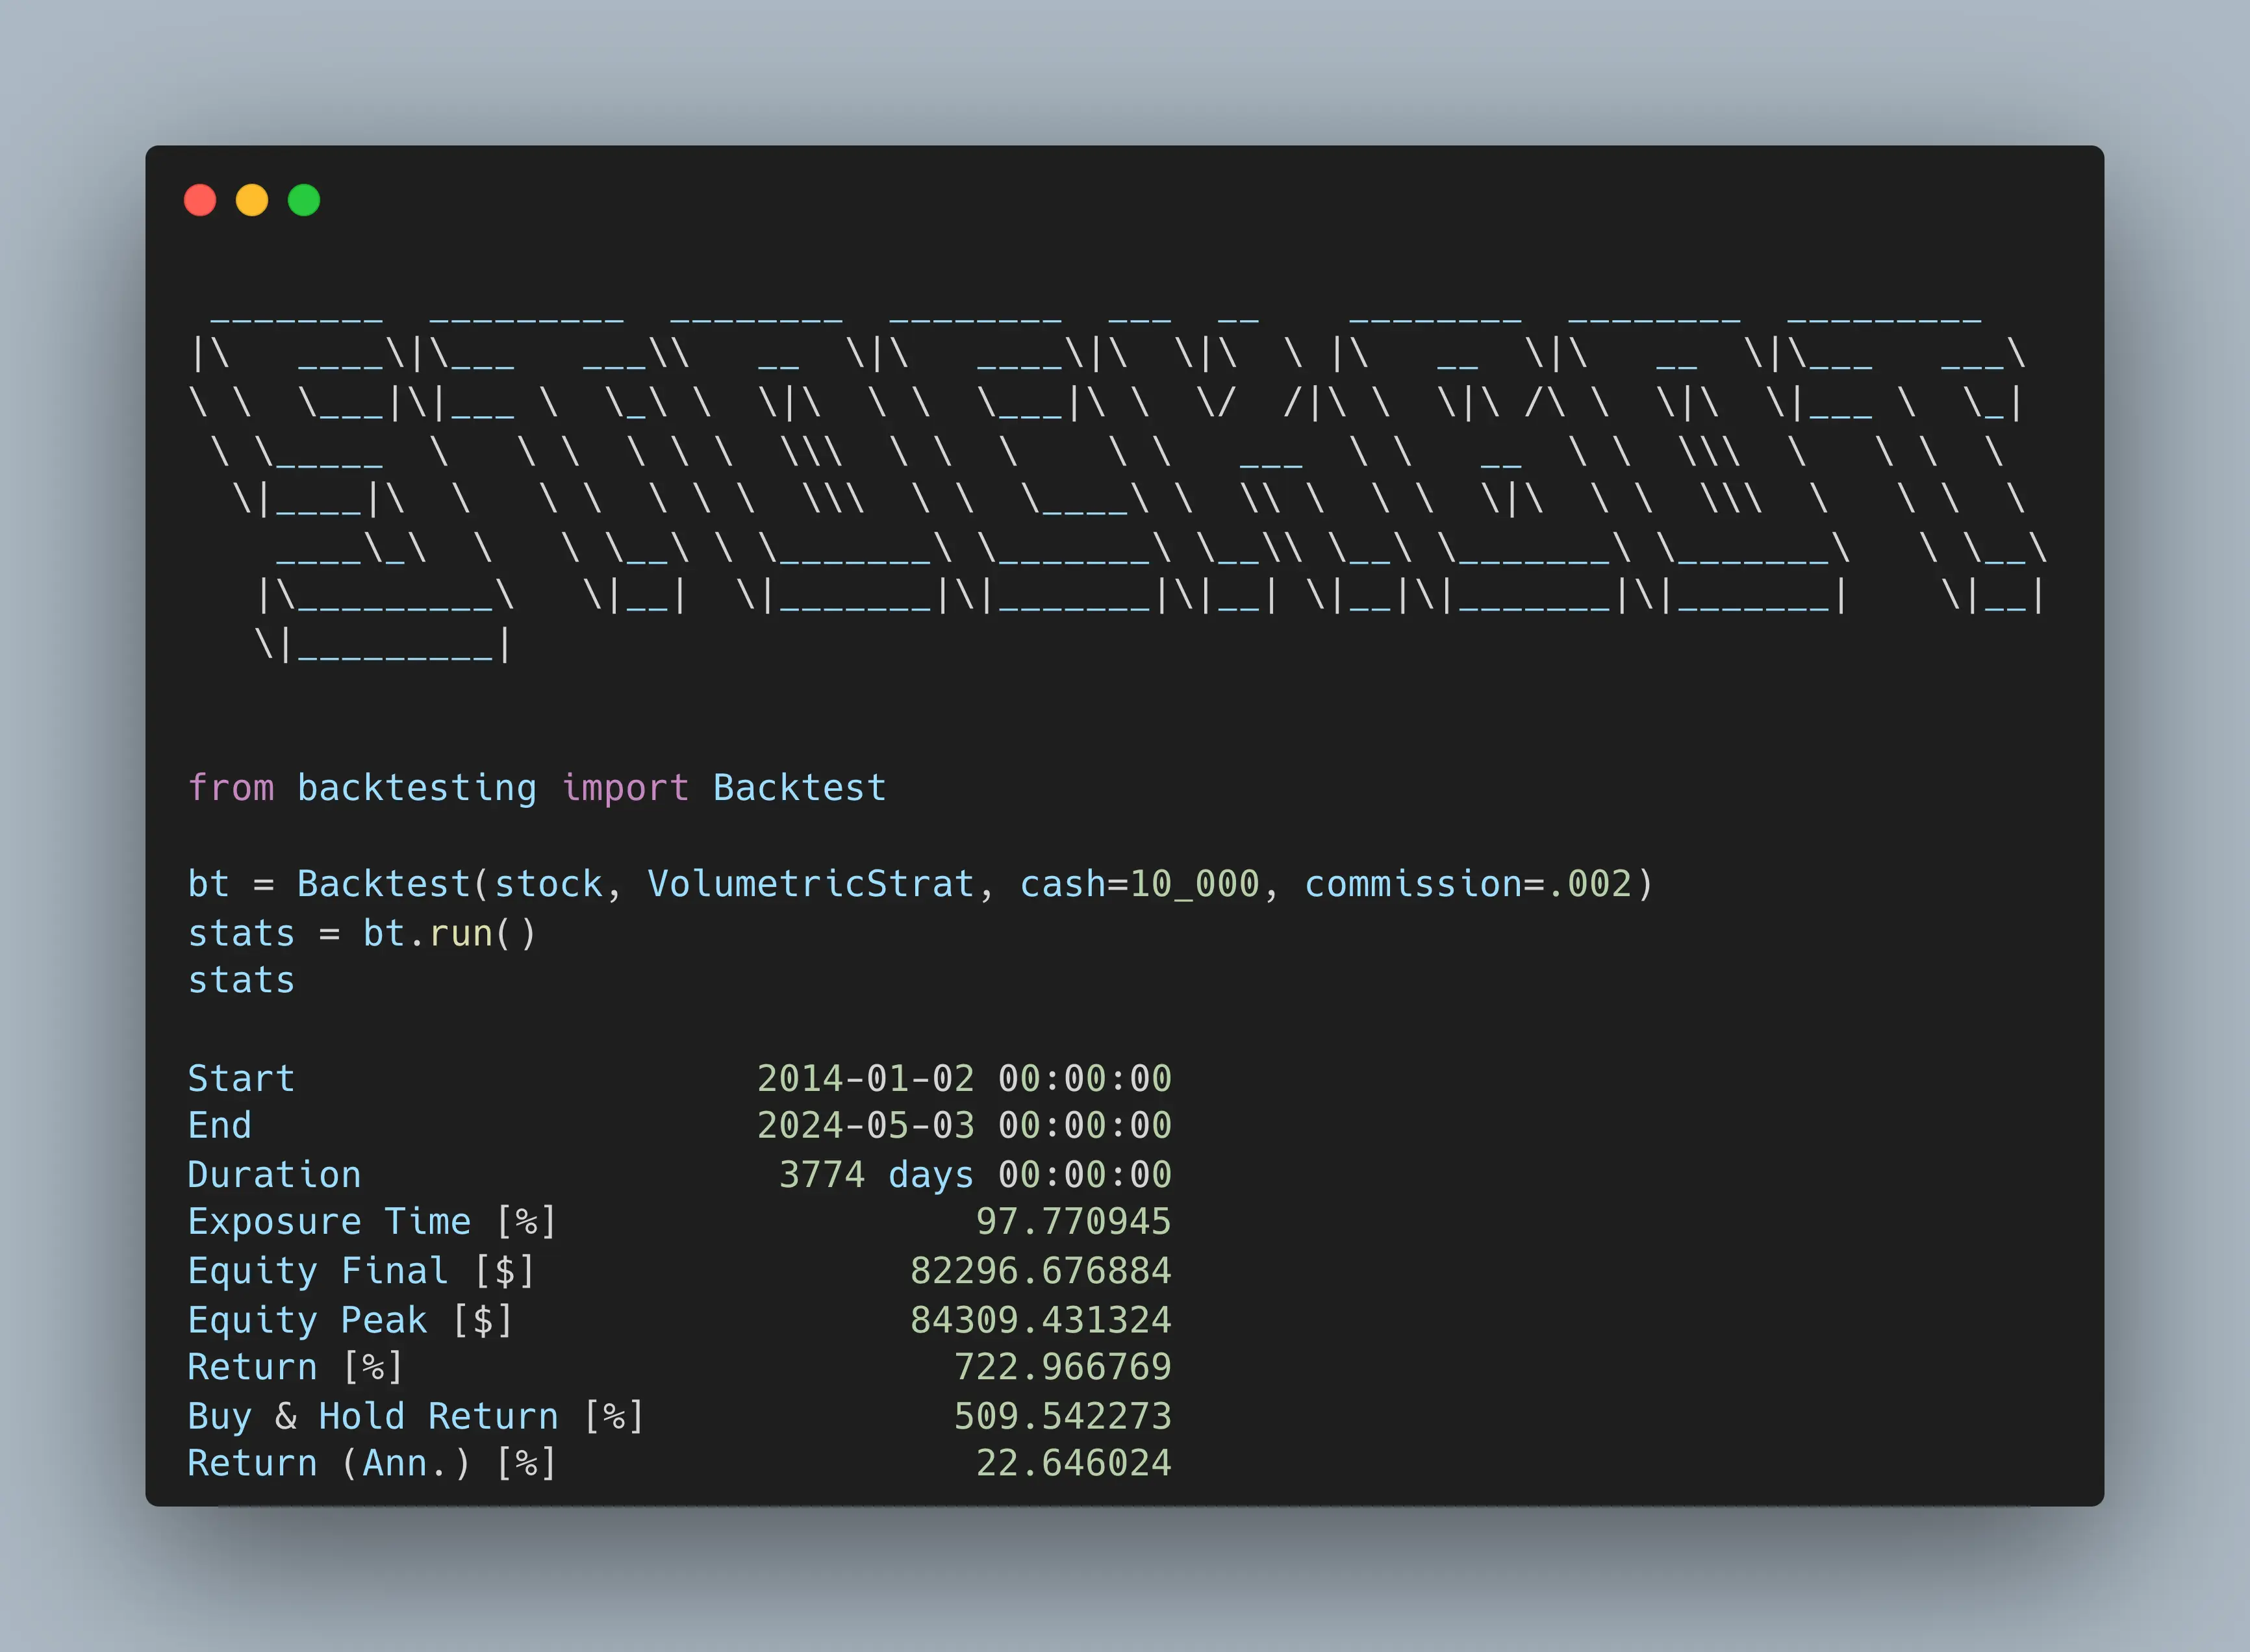 STOCKBOT
from backtesting import Backtest
bt = Backtest(stock, VolumetricStrat, cash=10_000, commission=.002)
stats = bt.run()
stats
Start 2014-01-02 00:00:00
End 2024-05-03 00:00:00
Duration 3774 days 00:00:00
Exposure Time [%] 97.770945
Equity Final [$] 82296.676884
Equity Peak [$] 84309.431324
Return [%] 722.966769
Buy & Hold Return [%] 509.542273
Return (Ann.) [%] 22.646024